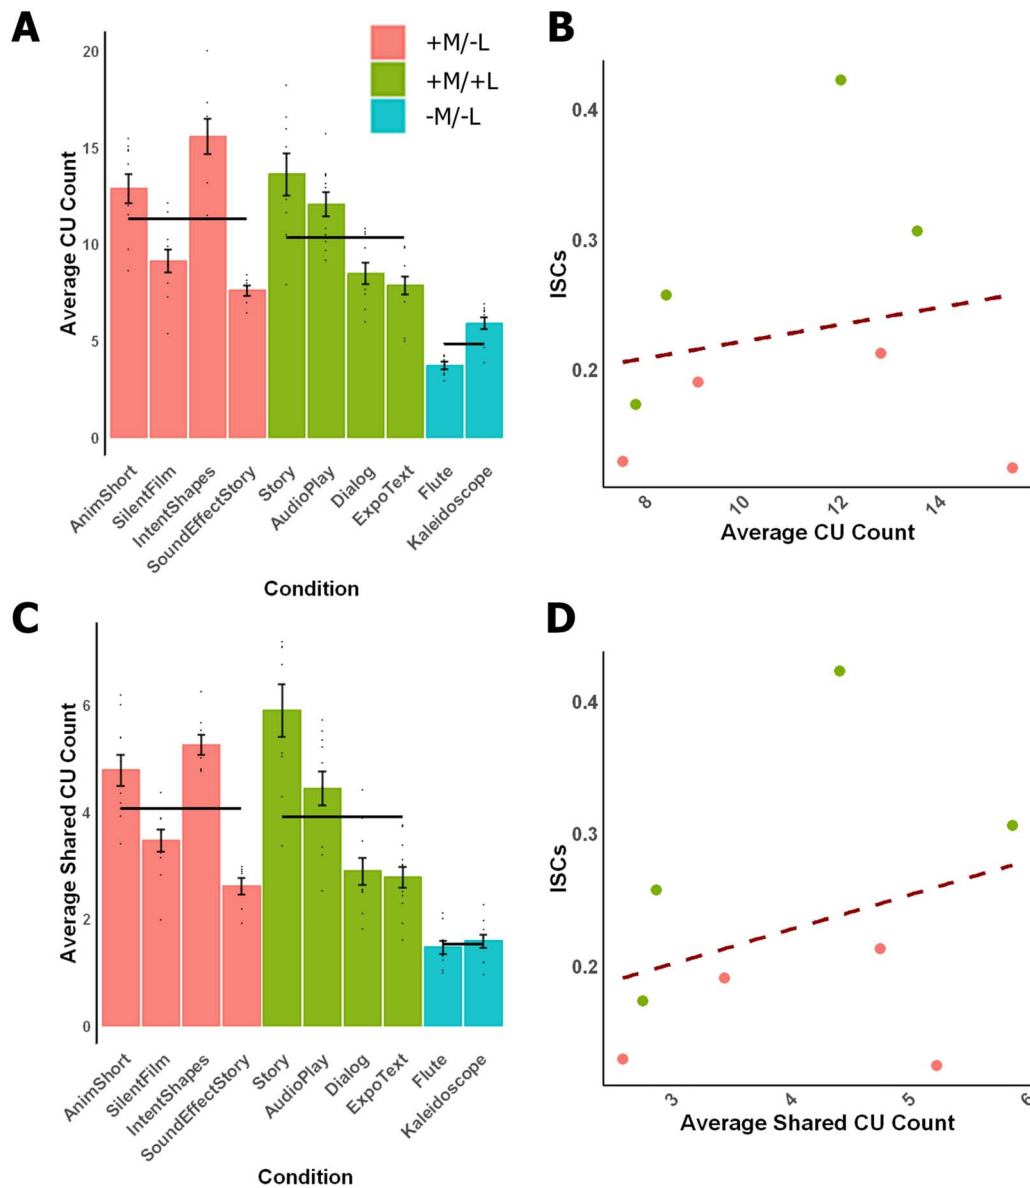 A
+M/-L
+M/+L
-M/-L
Average CU Count
20
15
10
5
0
AnimShort
SilentFilm
IntentShapes
SoundEffectStory
Story
AudioPlay
Dialog
ExpoText
Flute
Kaleidoscope
Condition
B
ISCs
0.4
0.3
0.2
8
10
12
14
Average CU Count
C
Average Shared CU Count
6
4
2
0
AnimShort
SilentFilm
IntentShapes
SoundEffectStory
Story
AudioPlay
Dialog
ExpoText
Flute
Kaleidoscope
Condition
D
ISCs
0.4
0.3
0.2
3
4
5
6
Average Shared CU Count